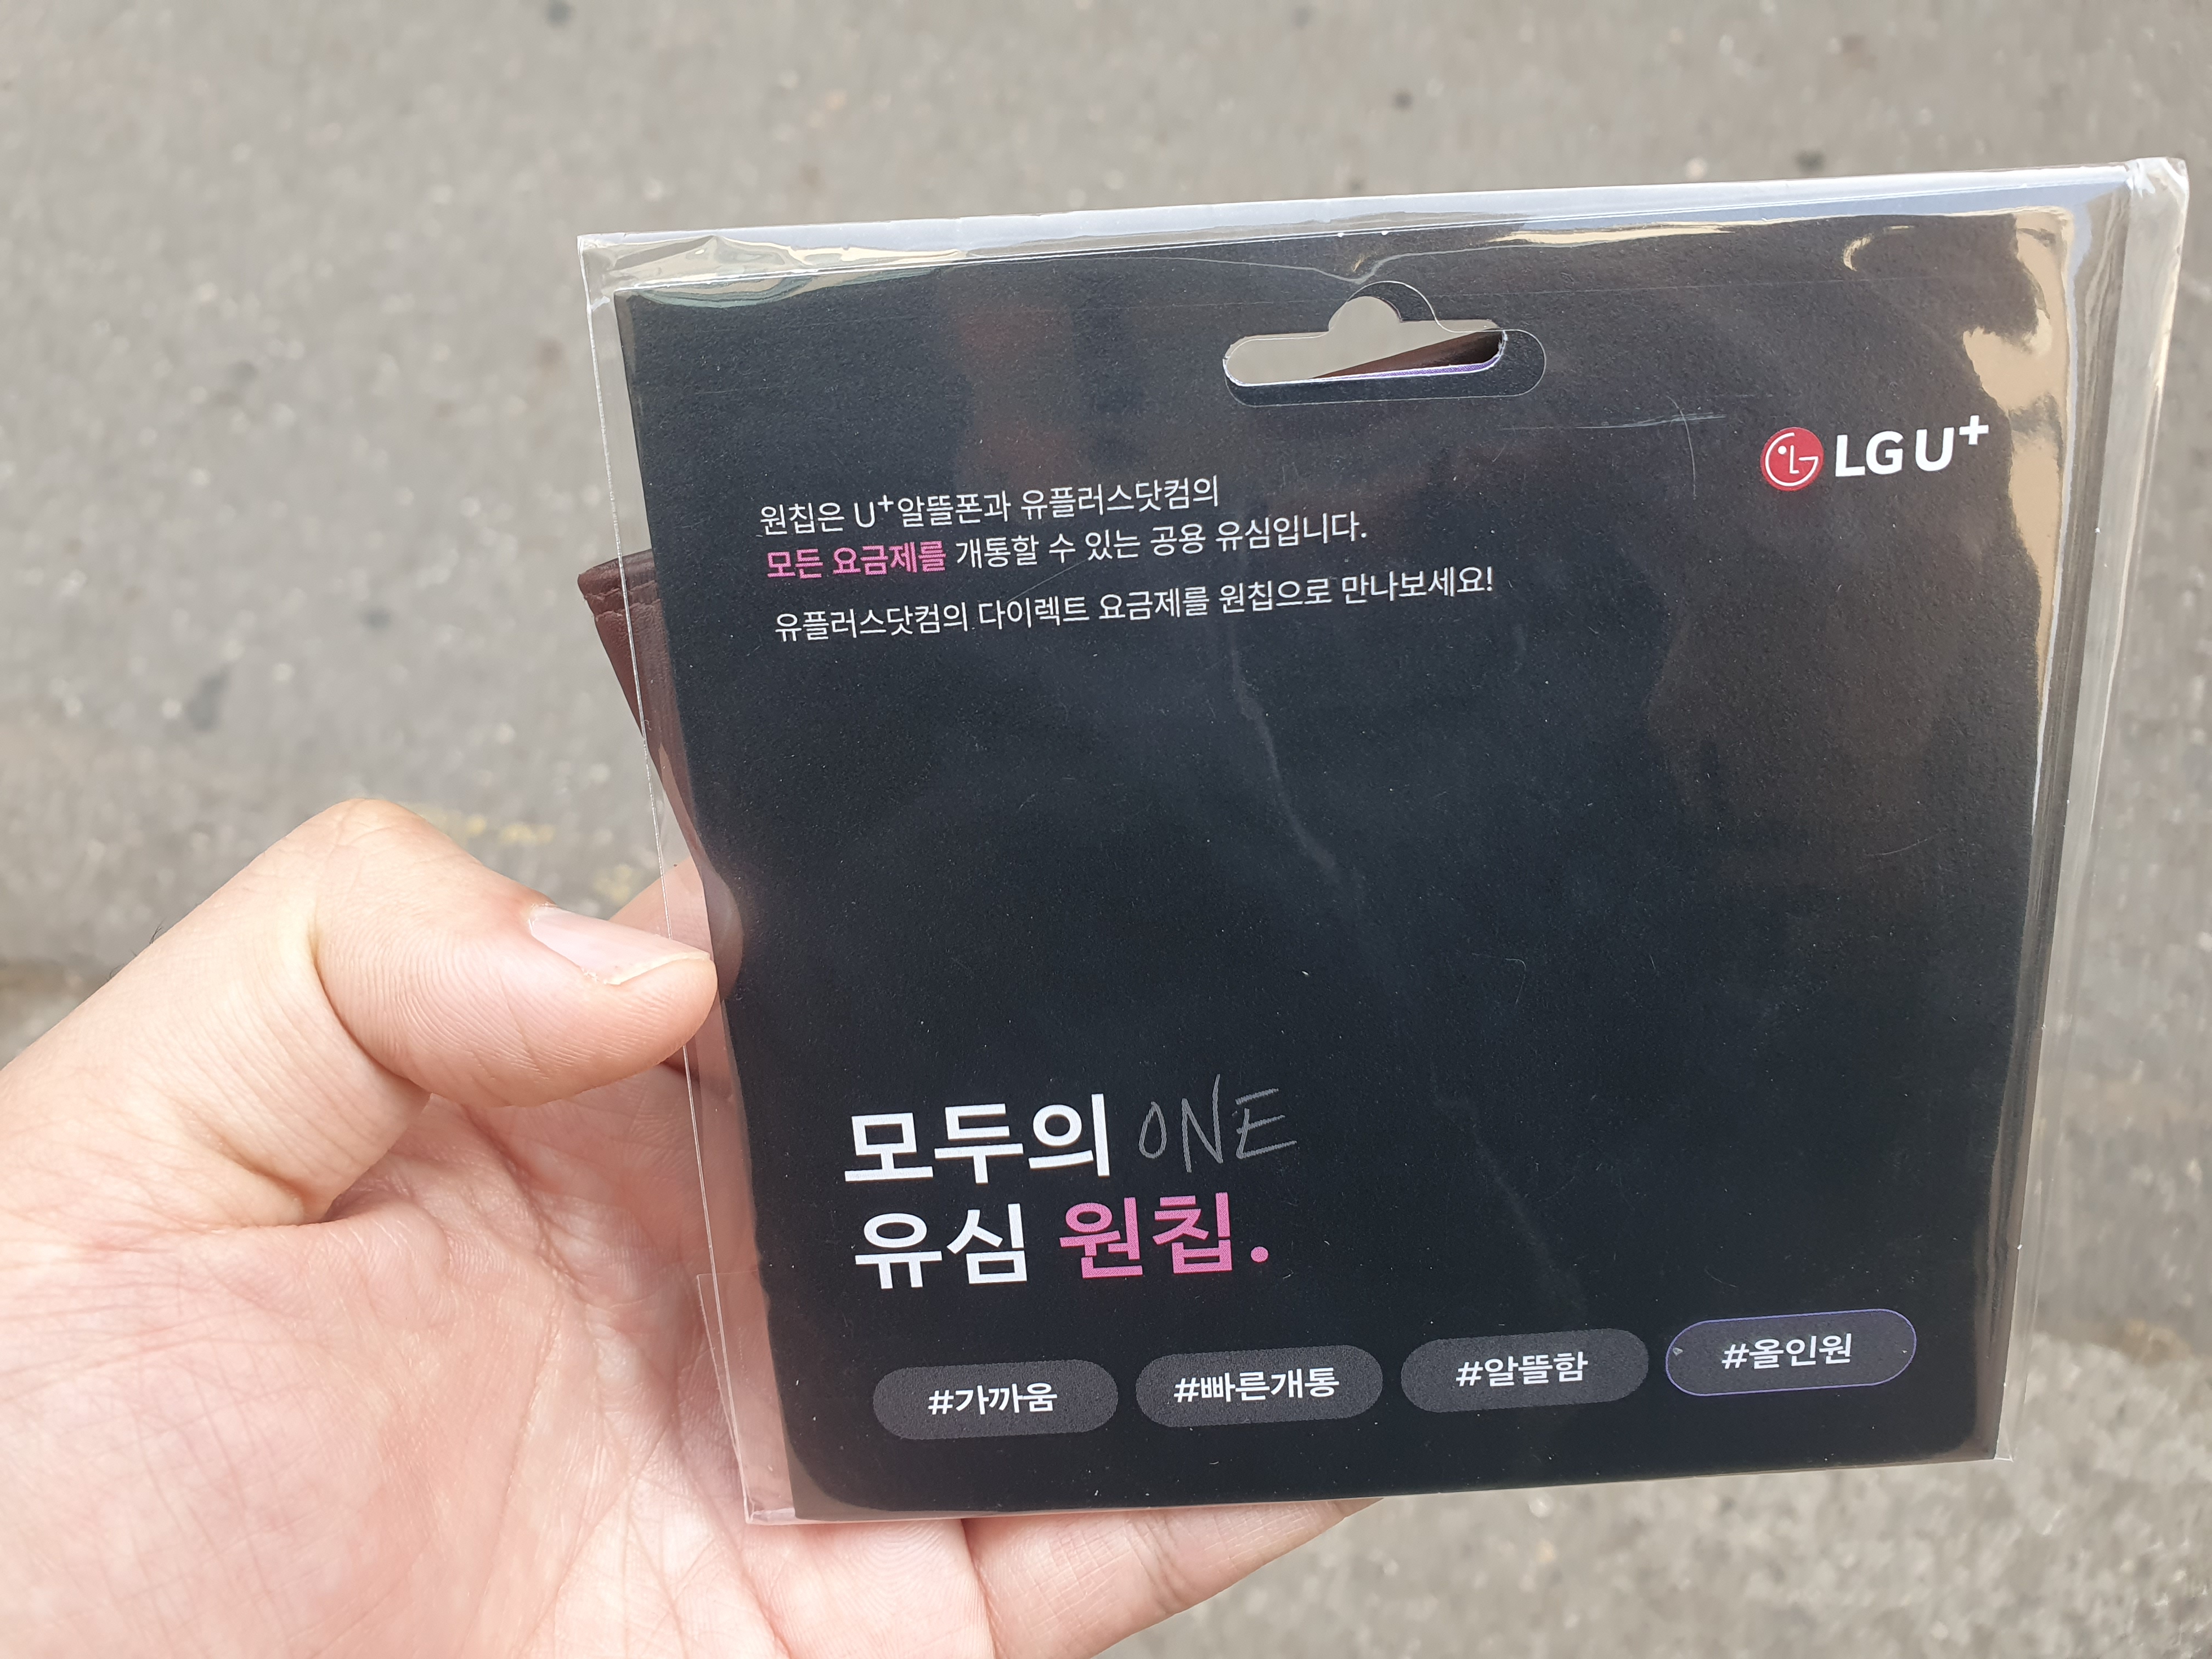 LG U+
원칩은 U+알뜰폰과 유플러스닷컴의
모든 요금제를 개통할 수 있는 공용 유심입니다.
유플러스닷컴의 다이렉트 요금제를 원칩으로 만나보세요!
모두의 ONE
유심 원칩.
#가까움 #빠른개통 #알뜰함 #올인원